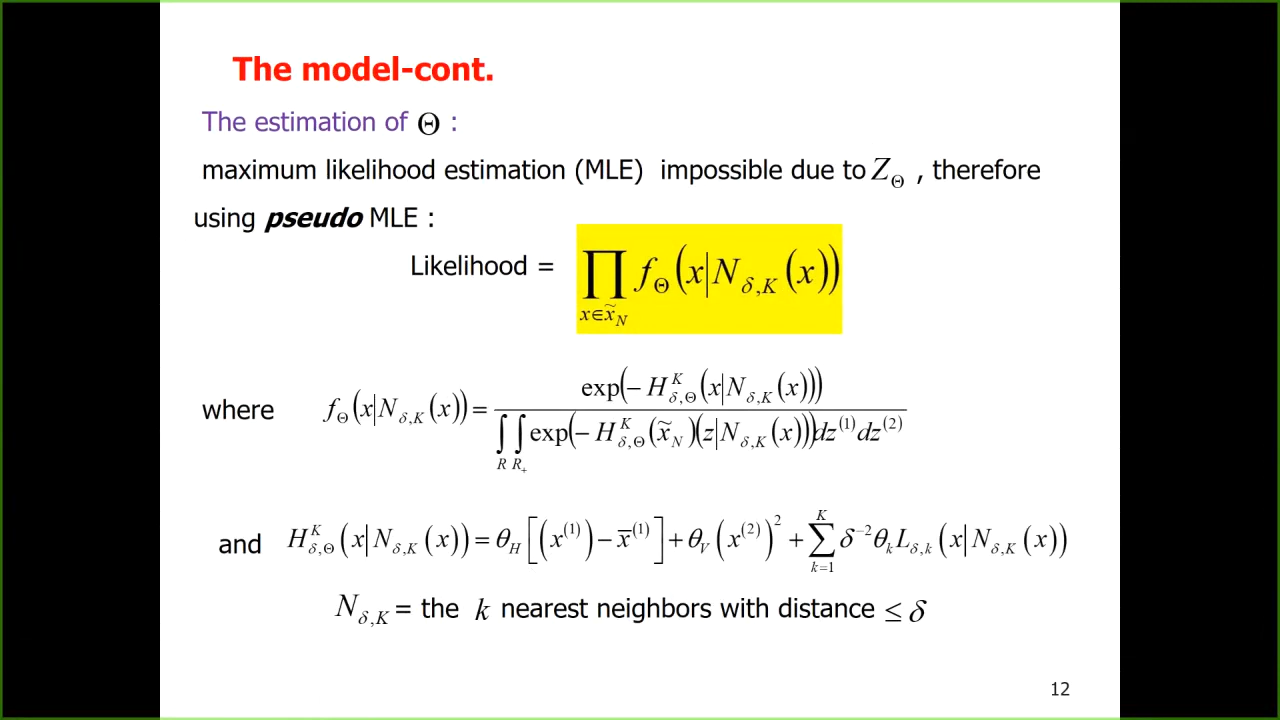 The model-cont.
The estimation of Θ :
maximum likelihood estimation (MLE) impossible due to Z_Θ , therefore
using pseudo MLE :
Likelihood = ∏_{x∈x̃_N} f_Θ(x|N_{δ,K}(x))
where f_Θ(x|N_{δ,K}(x)) = exp(−H^K_{δ,Θ}(x|N_{δ,K}(x))) / ∫_R ∫_{R_+} exp(−H^K_{δ,Θ}(x̃_N)(z|N_{δ,K}(x)))dz^{(1)}dz^{(2)}
and H^K_{δ,Θ}(x|N_{δ,K}(x)) = θ_H[(x^{(1)}) − x̄^{(1)}] + θ_V(x^{(2)})^2 + ∑_{k=1}^{K} δ^{−2}θ_k L_{δ,k}(x|N_{δ,K}(x))
N_{δ,K} = the k nearest neighbors with distance ≤ δ
12